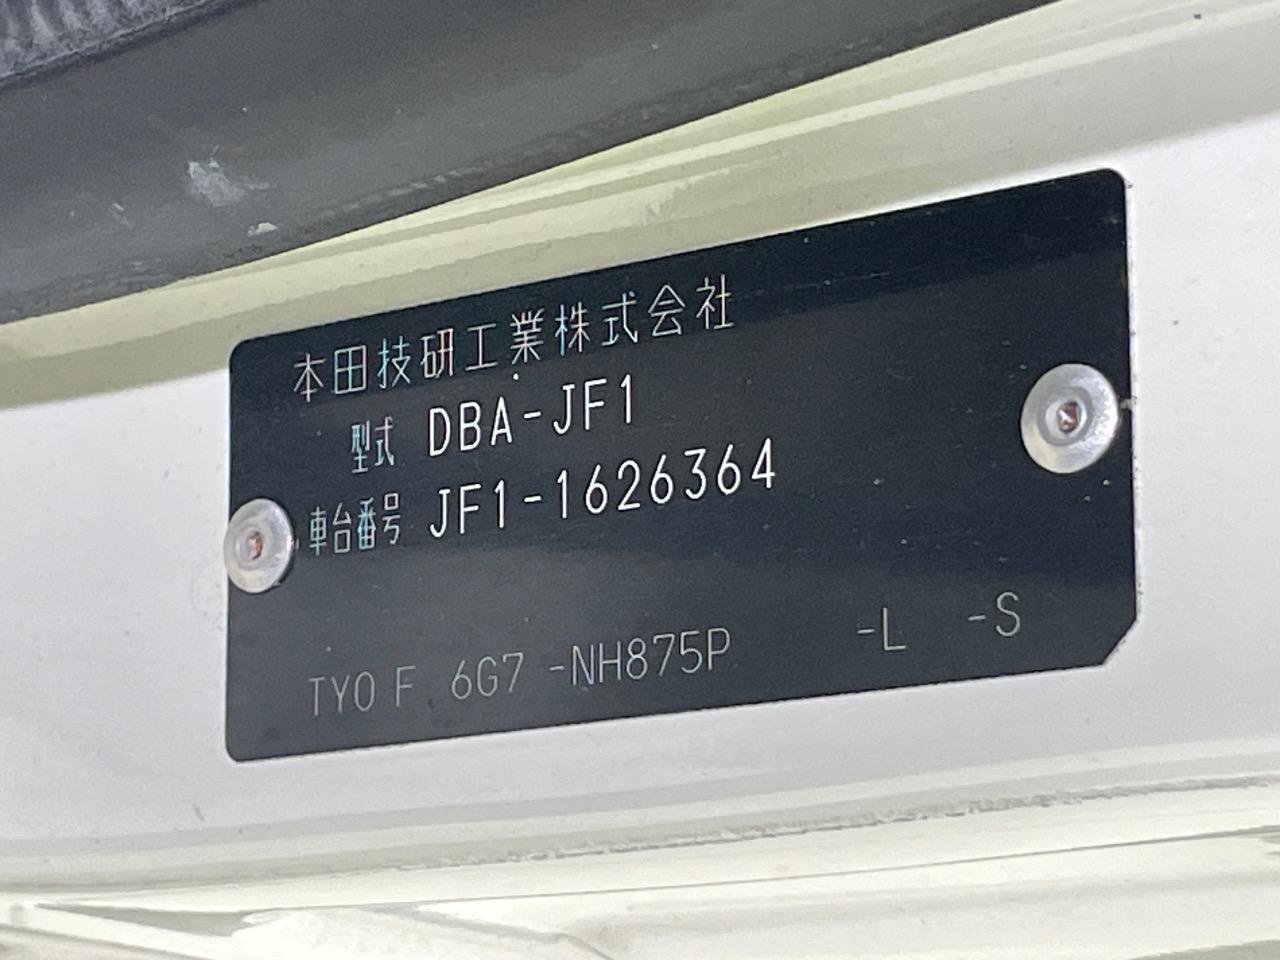 本田技研工業株式会社
型式 DBA-JF1
車台番号 JF1-1626364
TYO F 6G7 -NH875P -L -S